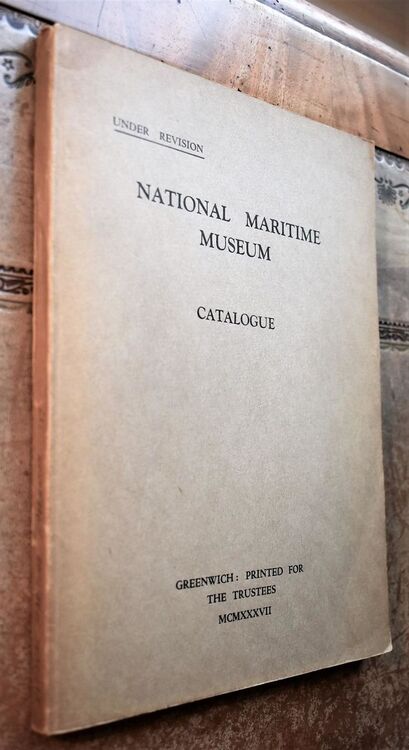 UNDER REVISION
NATIONAL MARITIME
MUSEUM
CATALOGUE
GREENWICH: PRINTED FOR
THE TRUSTEES
MCMXXXVII